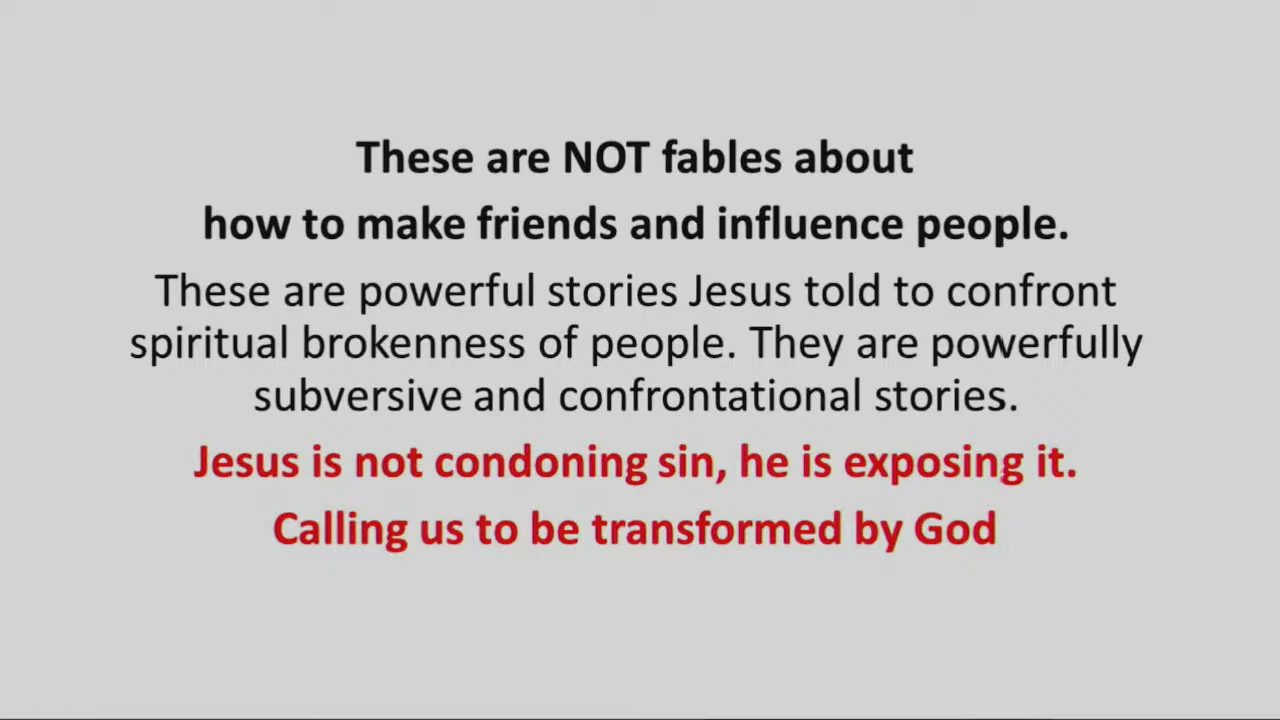 These are NOT fables about
how to make friends and influence people.
These are powerful stories Jesus told to confront
spiritual brokenness of people. They are powerfully
subversive and confrontational stories.
Jesus is not condoning sin, he is exposing it.
Calling us to be transformed by God